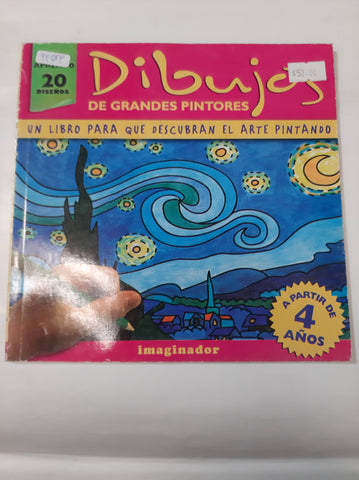 20
DISEÑOS
Dibujos
DE GRANDES PINTORES
UN LIBRO PARA QUE DESCUBRAN EL ARTE PINTANDO
A PARTIR DE
4
AÑOS
imaginador